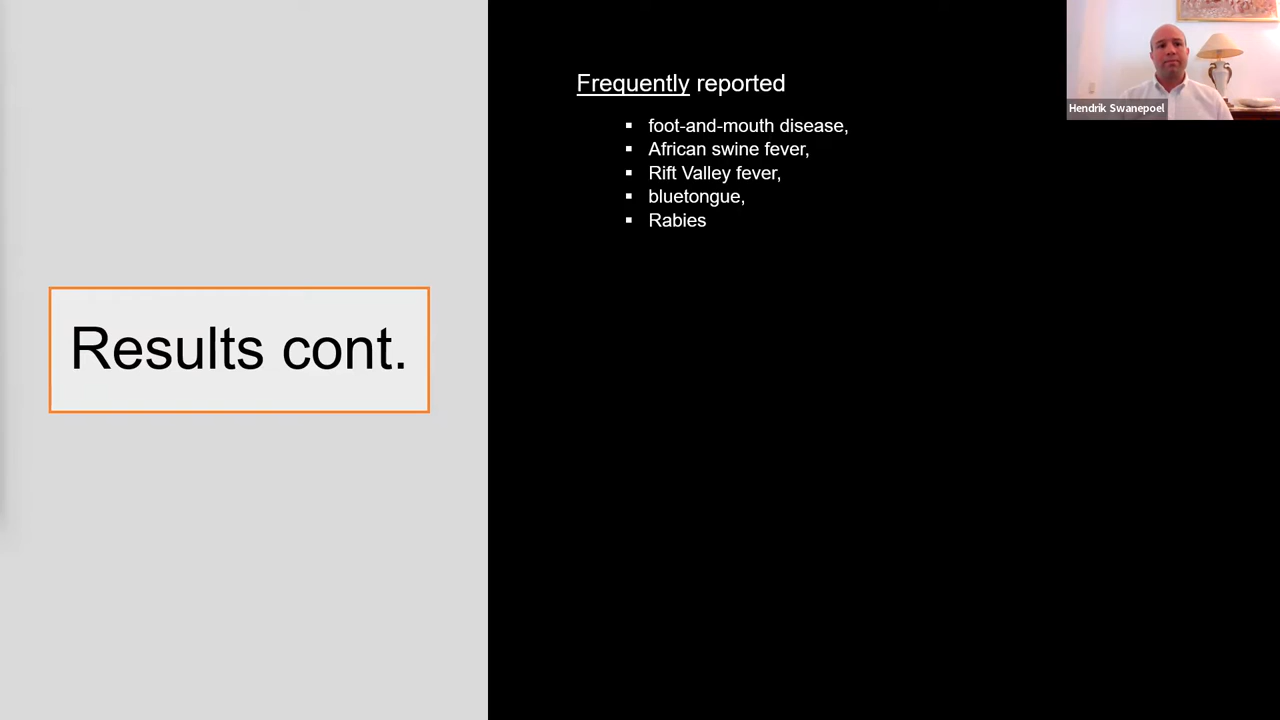 Frequently reported
▪ foot-and-mouth disease,
▪ African swine fever,
▪ Rift Valley fever,
▪ bluetongue,
▪ Rabies
Results cont.
Hendrik Swanepoel